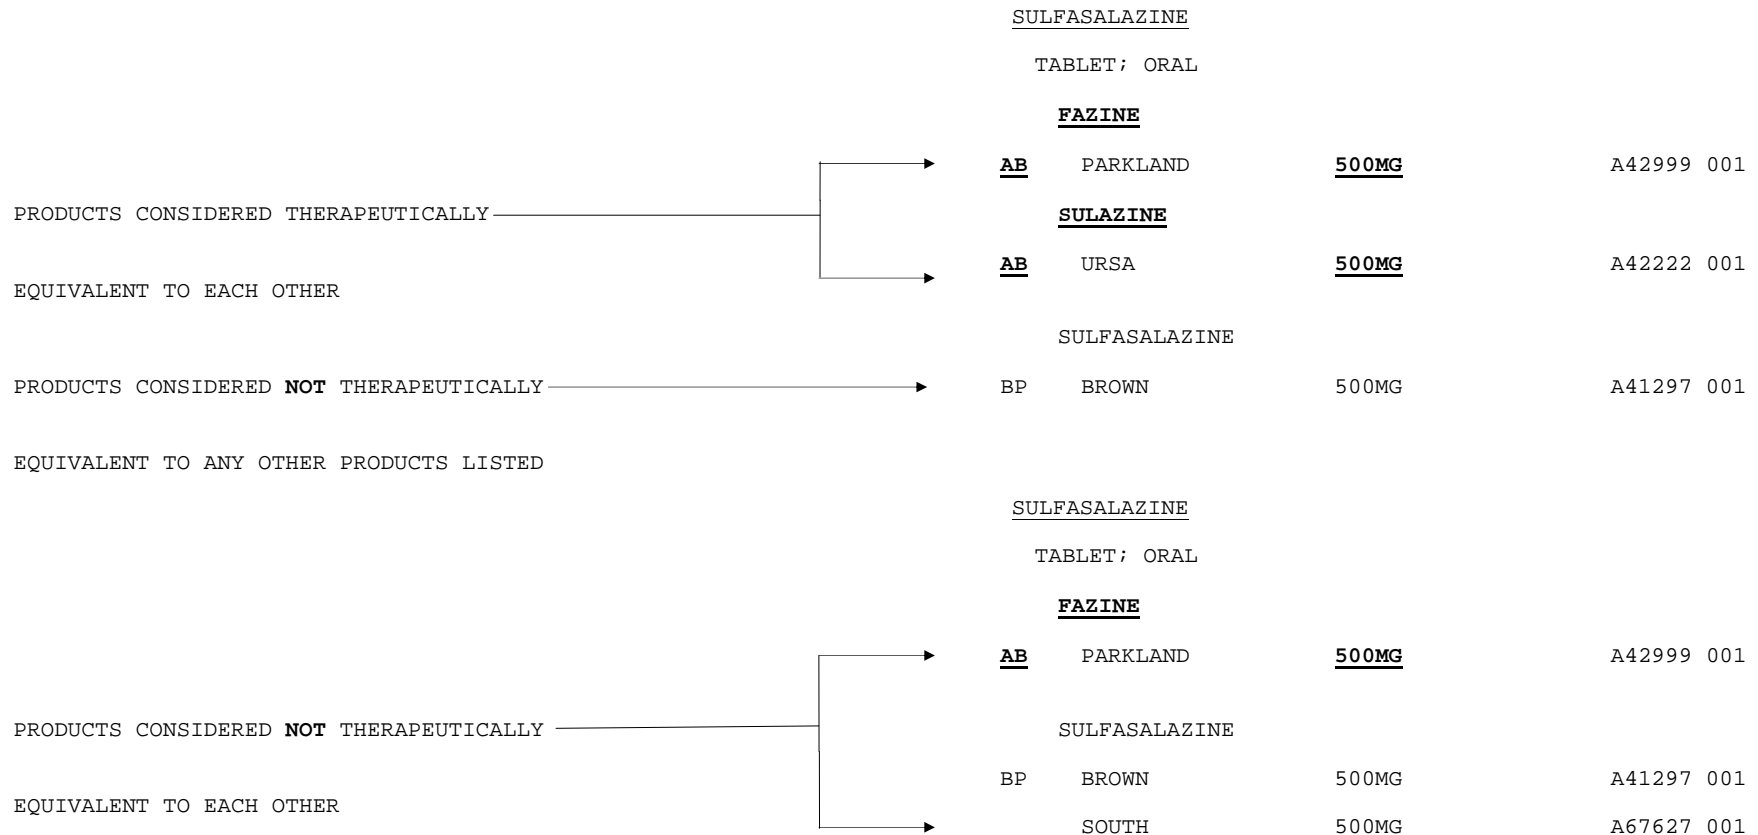 SULFASALAZINE
TABLET; ORAL
FAZINE
AB PARKLAND 500MG A42999 001
PRODUCTS CONSIDERED THERAPEUTICALLY
SULAZINE
AB URSA 500MG A42222 001
EQUIVALENT TO EACH OTHER
SULFASALAZINE
PRODUCTS CONSIDERED NOT THERAPEUTICALLY
BP BROWN 500MG A41297 001
EQUIVALENT TO ANY OTHER PRODUCTS LISTED
SULFASALAZINE
TABLET; ORAL
FAZINE
AB PARKLAND 500MG A42999 001
PRODUCTS CONSIDERED NOT THERAPEUTICALLY
SULFASALAZINE
BP BROWN 500MG A41297 001
EQUIVALENT TO EACH OTHER
SOUTH 500MG A67627 001